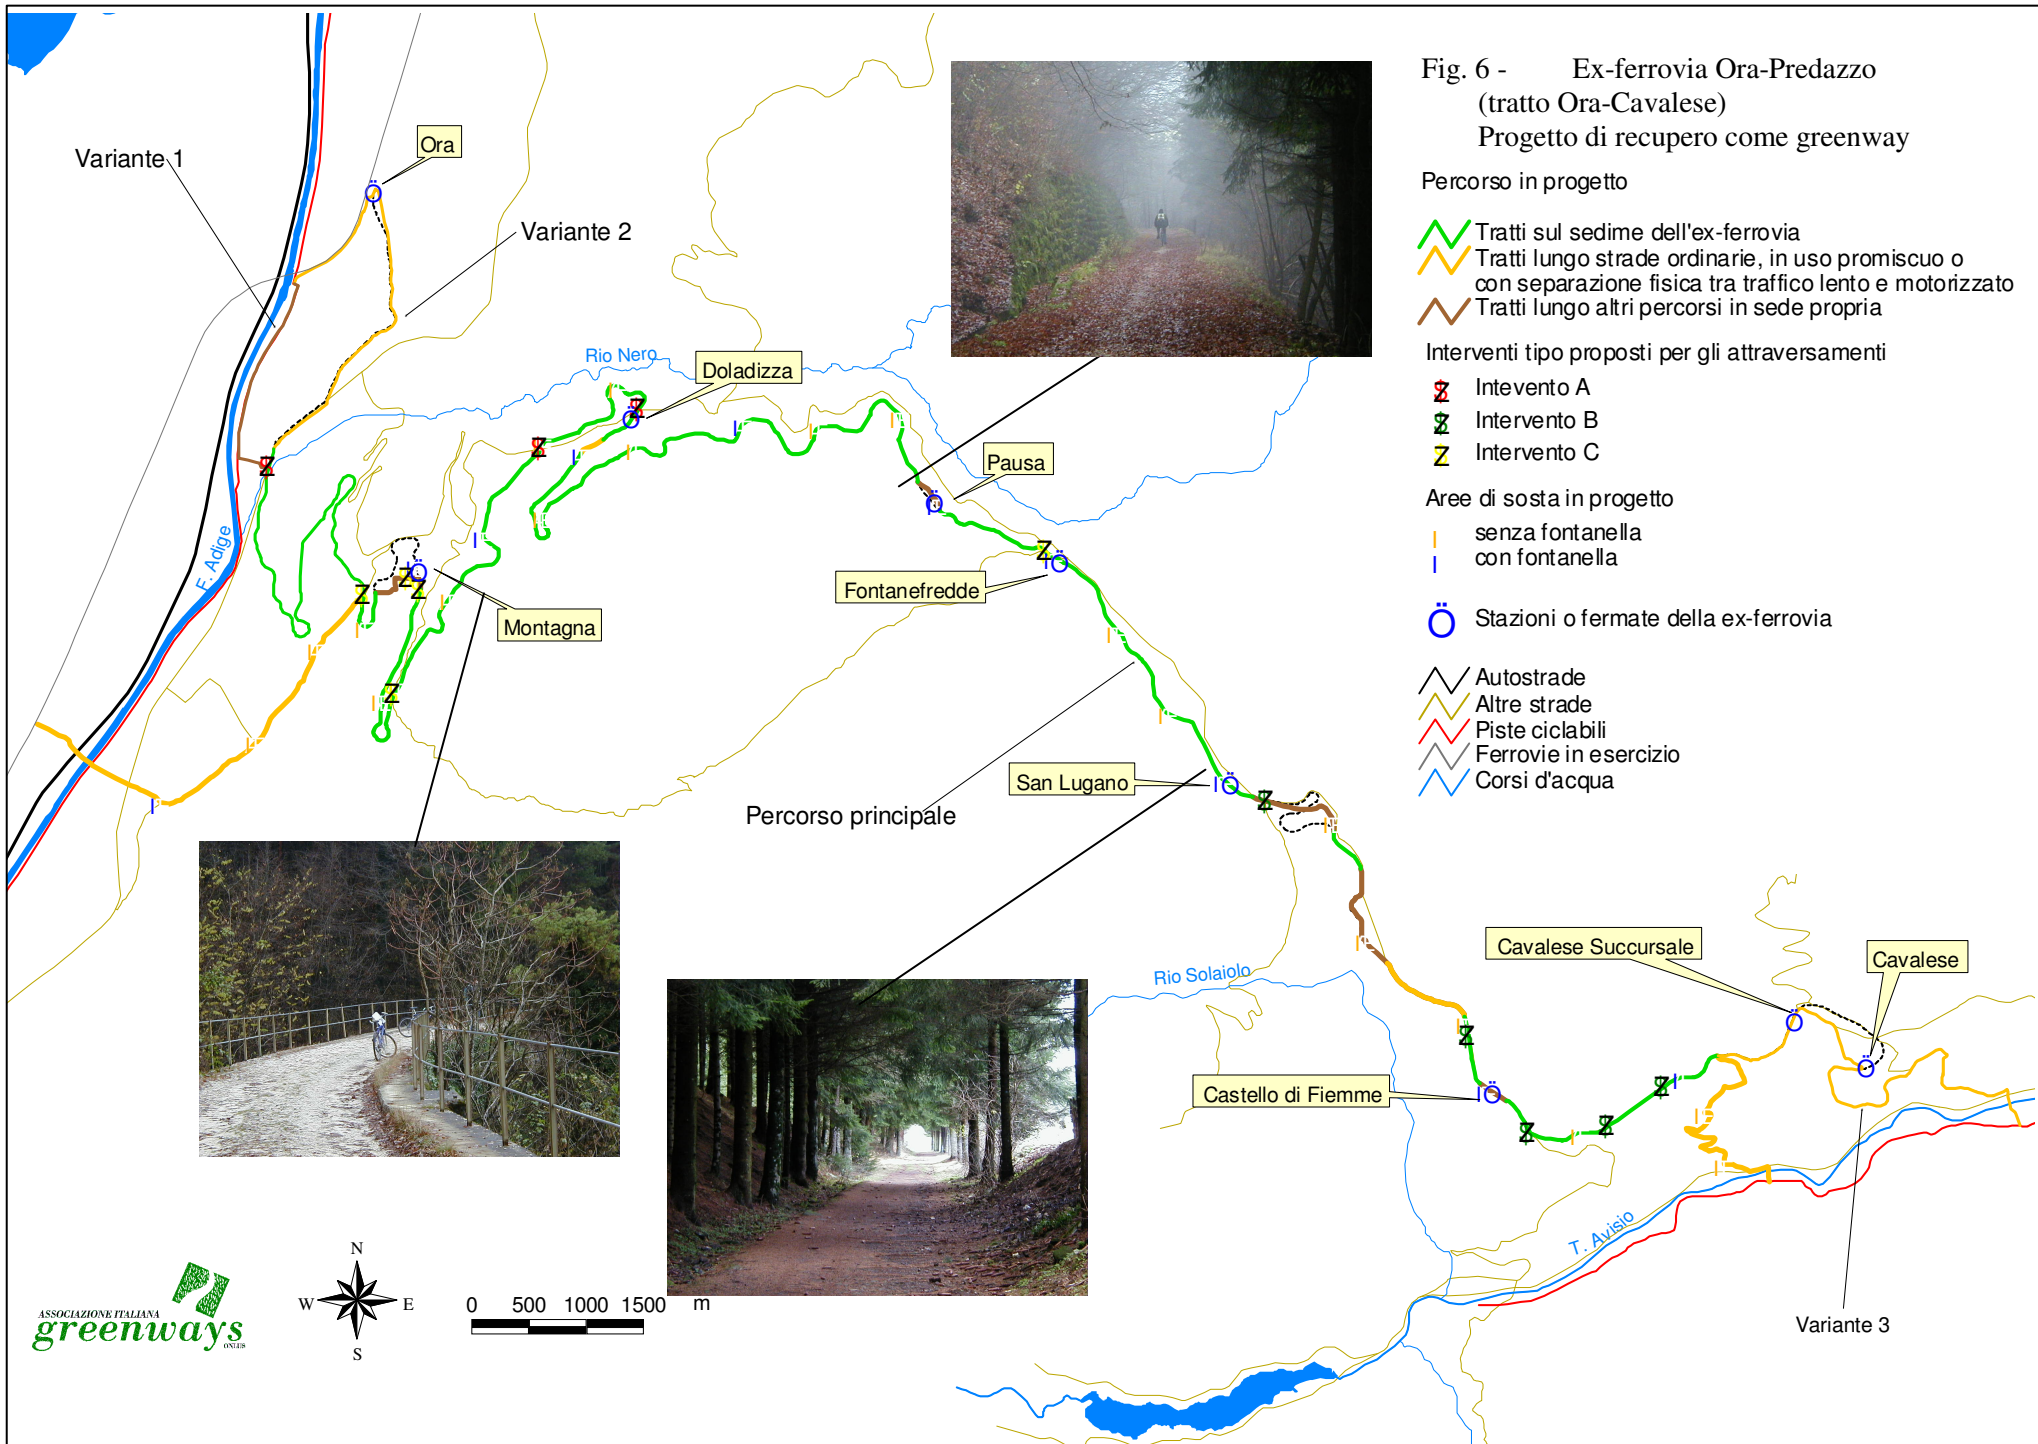 Fig. 6 - Ex-ferrovia Ora-Predazzo
(tratto Ora-Cavalese)
Progetto di recupero come greenway
Percorso in progetto
Tratti sul sedime dell'ex-ferrovia
Tratti lungo strade ordinarie, in uso promiscuo o
con separazione fisica tra traffico lento e motorizzato
Tratti lungo altri percorsi in sede propria
Interventi tipo proposti per gli attraversamenti
Intevento A
Intervento B
Intervento C
Aree di sosta in progetto
senza fontanella
con fontanella
Stazioni o fermate della ex-ferrovia
Autostrade
Altre strade
Piste ciclabili
Ferrovie in esercizio
Corsi d'acqua
Variante 1
Ora
Variante 2
Rio Nero
Doladizza
Pausa
F. Adige
Fontanefredde
Montagna
San Lugano
Percorso principale
Cavalese Succursale
Cavalese
Rio Solaiolo
Castello di Fiemme
T. Avisio
Variante 3
ASSOCIAZIONE ITALIANA
greenways
ONLUS
N
W E
S
0 500 1000 1500 m